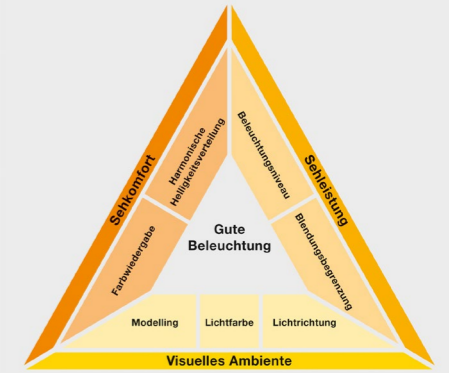 Sehkomfort
Harmonische
Helligkeitsverteilung
Farbwiedergabe
Beleuchtungsniveau
Sehleistung
Blendungsbegrenzung
Gute
Beleuchtung
Modelling
Lichtfarbe
Lichtrichtung
Visuelles Ambiente